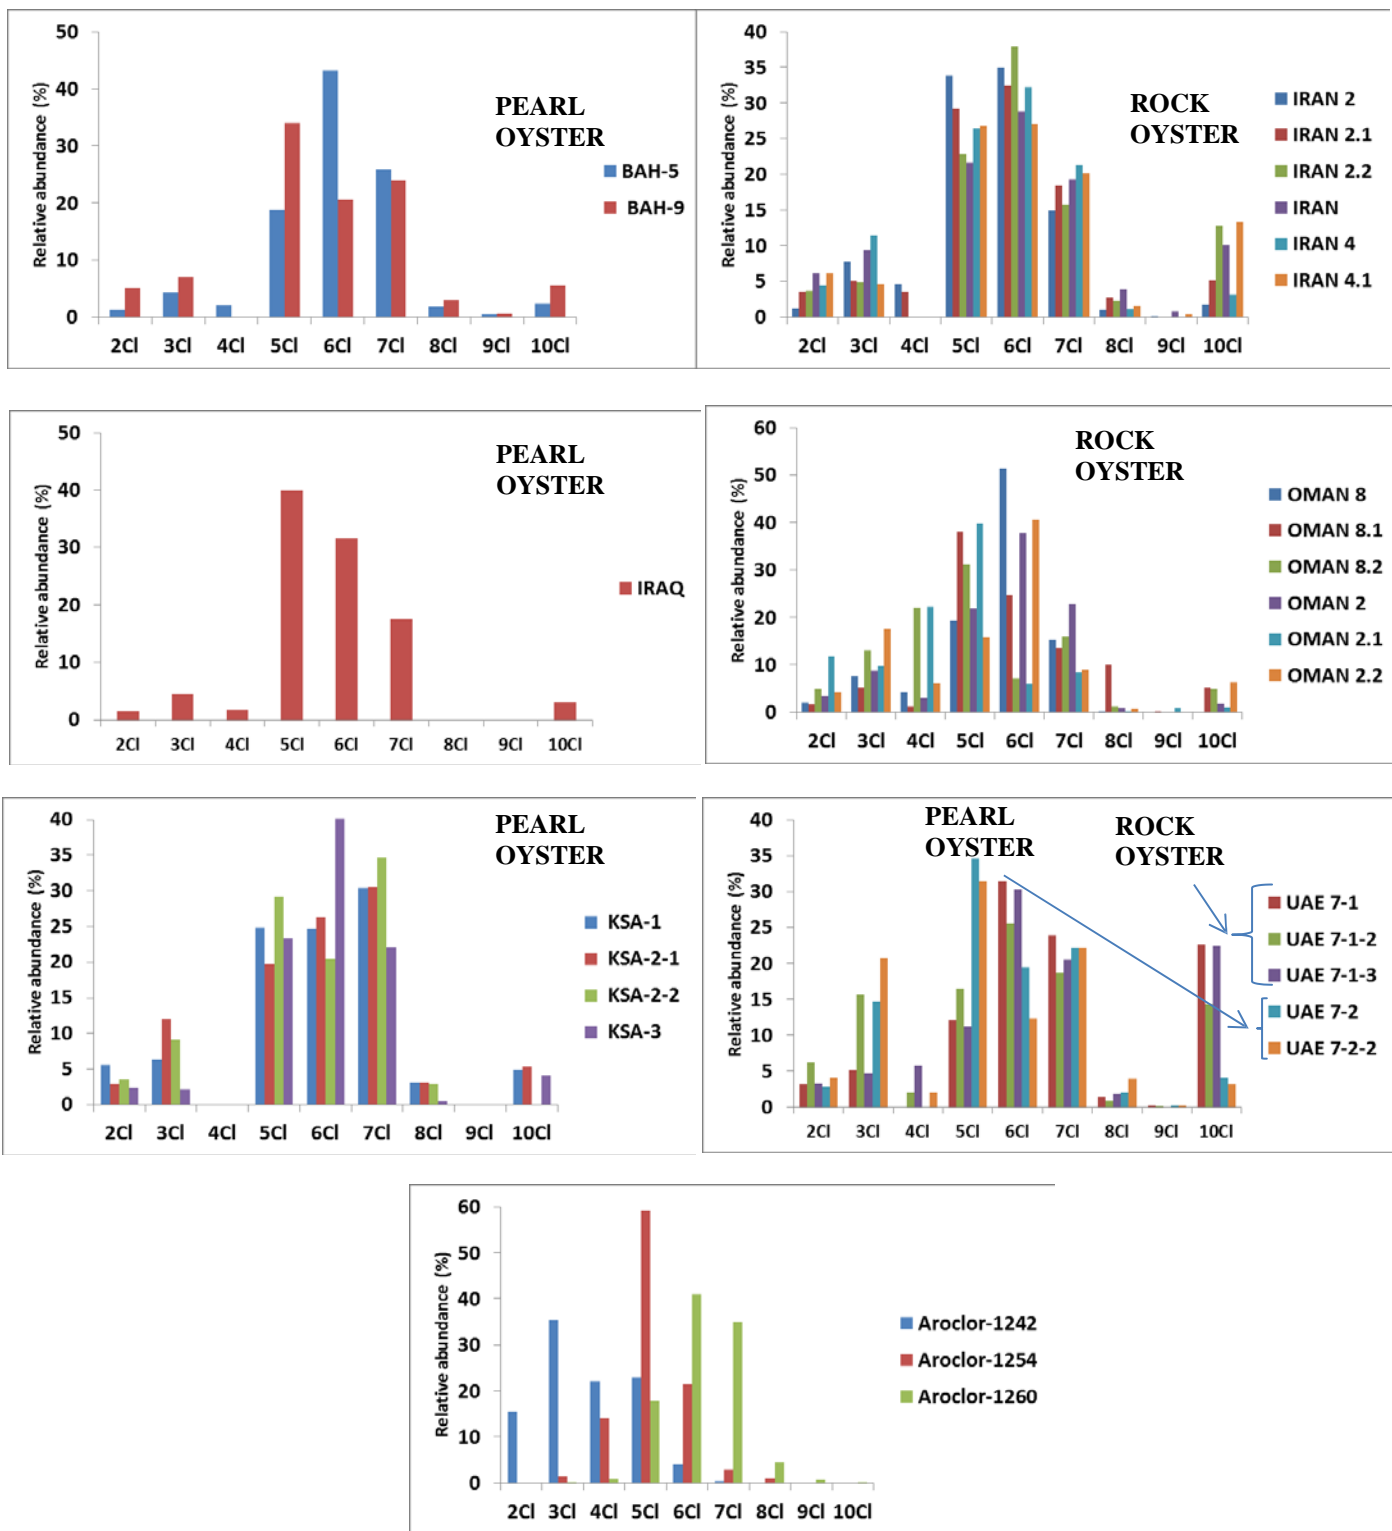 50
40
30
20
10
0
Relative abundance (%)
PEARL
OYSTER
BAH-5
BAH-9
2Cl 3Cl 4Cl 5Cl 6Cl 7Cl 8Cl 9Cl 10Cl
40
35
30
25
20
15
10
5
0
Relative abundance (%)
ROCK
OYSTER
IRAN 2
IRAN 2.1
IRAN 2.2
IRAN
IRAN 4
IRAN 4.1
2Cl 3Cl 4Cl 5Cl 6Cl 7Cl 8Cl 9Cl 10Cl
50
40
30
20
10
0
Relative abundance (%)
PEARL
OYSTER
IRAQ
2Cl 3Cl 4Cl 5Cl 6Cl 7Cl 8Cl 9Cl 10Cl
60
50
40
30
20
10
0
Relative abundance (%)
ROCK
OYSTER
OMAN 8
OMAN 8.1
OMAN 8.2
OMAN 2
OMAN 2.1
OMAN 2.2
2Cl 3Cl 4Cl 5Cl 6Cl 7Cl 8Cl 9Cl 10Cl
40
35
30
25
20
15
10
5
0
Relative abundance (%)
PEARL
OYSTER
KSA-1
KSA-2-1
KSA-2-2
KSA-3
2Cl 3Cl 4Cl 5Cl 6Cl 7Cl 8Cl 9Cl 10Cl
40
35
30
25
20
15
10
5
0
Relative abundance (%)
PEARL
OYSTER
ROCK
OYSTER
UAE 7-1
UAE 7-1-2
UAE 7-1-3
UAE 7-2
UAE 7-2-2
2Cl 3Cl 4Cl 5Cl 6Cl 7Cl 8Cl 9Cl 10Cl
60
50
40
30
20
10
0
Relative abundance (%)
Aroclor-1242
Aroclor-1254
Aroclor-1260
2Cl 3Cl 4Cl 5Cl 6Cl 7Cl 8Cl 9Cl 10Cl